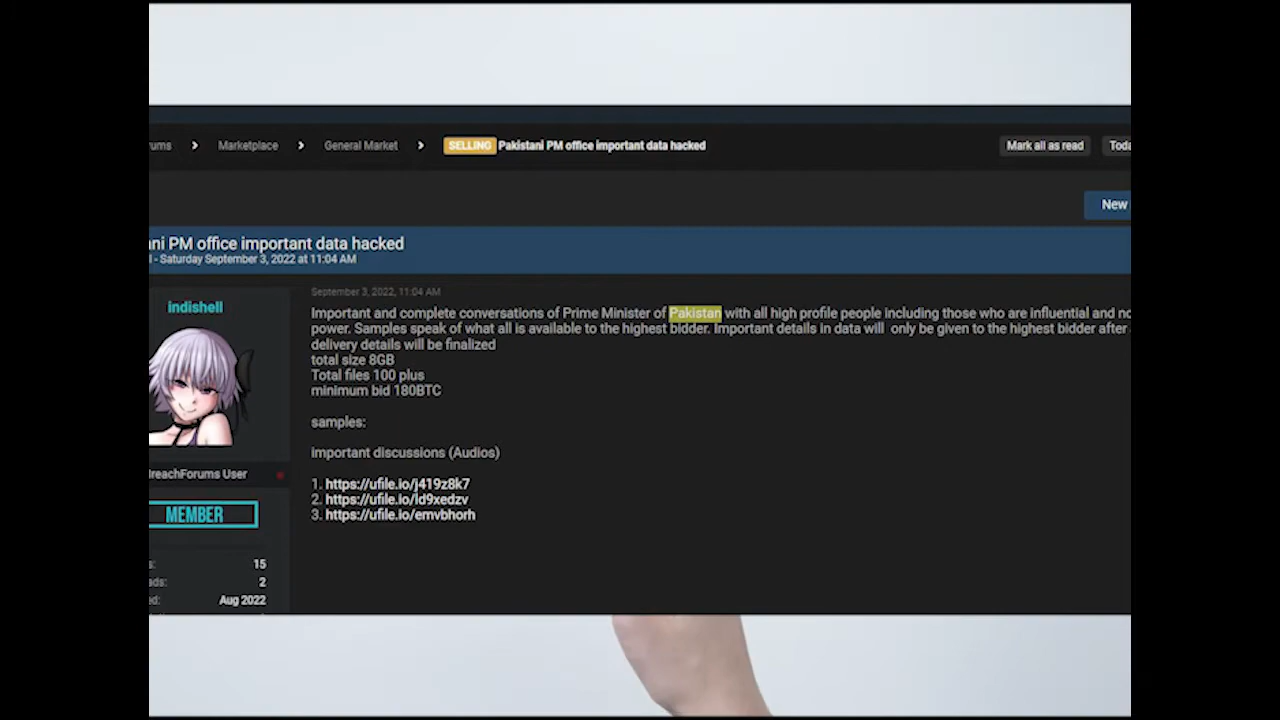 rums > Marketplace > General Market > SELLING Pakistani PM office important data hacked
Mark all as read
New
ani PM office important data hacked
- Saturday September 3, 2022 at 11:04 AM
indishell
BreachForums User
MEMBER
15
2
Aug 2022
September 3, 2022, 11:04 AM
Important and complete conversations of Prime Minister of Pakistan with all high profile people including those who are influential and
power. Samples speak of what all is available to the highest bidder. Important details in data will only be given to the highest bidder after
delivery details will be finalized
total size 8GB
Total files 100 plus
minimum bid 180BTC
samples:
important discussions (Audios)
1. https://ufile.io/j419z8k7
2. https://ufile.io/ld9xedzv
3. https://ufile.io/emvbhorh